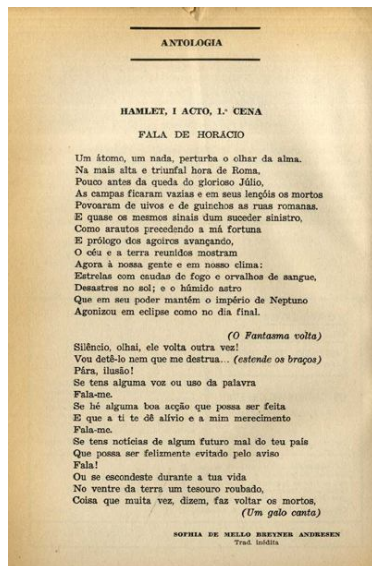 ANTOLOGIA
HAMLET, I ACTO, 1.ª CENA
FALA DE HORACIO
Um átomo, um nada, perturba o olhar da alma.
Na mais alta e triunfal hora de Roma,
Pouco antes da queda do glorioso Júlio,
As campas ficaram vazias e em seus lençóis os mortos
Povoaram de uivos e de guinchos as ruas romanas.
E quase os mesmos sinais dum suceder sinistro,
Como arautos precedendo a má fortuna
E prólogo dos agoiros avançando,
O céu e a terra reunidos mostram
Agora à nossa gente e em nosso clima:
Estrelas com caudas de fogo e orvalhos de sangue,
Desastres no sol; e o húmido astro
Que em seu poder mantém o império de Neptuno
Agonizou em eclipse como no dia final.
(O Fantasma volta)
Silêncio, olhai, ele volta outra vez!
Vou detê-lo nem que me destrua... (estende os braços)
Pára, ilusão!
Se tens alguma voz ou uso da palavra
Fala-me.
Se hé alguma boa acção que possa ser feita
E que a ti te dê alívio e a mim merecimento
Fala-me.
Se tens notícias de algum futuro mal do teu país
Que possa ser felizmente evitado pelo aviso
Fala!
Ou se escondeste durante a tua vida
No ventre da terra um tesouro roubado,
Coisa que muita vez, dizem, faz voltar os mortos,
(Um galo canta)
SOPHIA DE MELLO BREYNER ANDRESEN
Trad. inédita